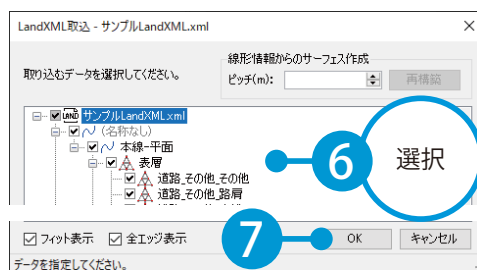 LandXML取込 - サンプルLandXML.xml
取り込むデータを選択してください。
線形情報からのサーフェス作成
ピッチ(m):
再構築
LAND サンプルLandXML.xml
(名称なし)
本線-平面
表層
道路_その他_その他
道路_その他_路肩
6 選択
フィット表示 全エッジ表示
7
OK キャンセル
データを指定してください。